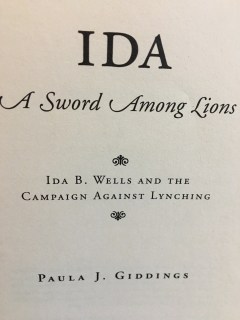 IDA
A Sword Among Lions
IDA B. WELLS AND THE
CAMPAIGN AGAINST LYNCHING
PAULA J. GIDDINGS